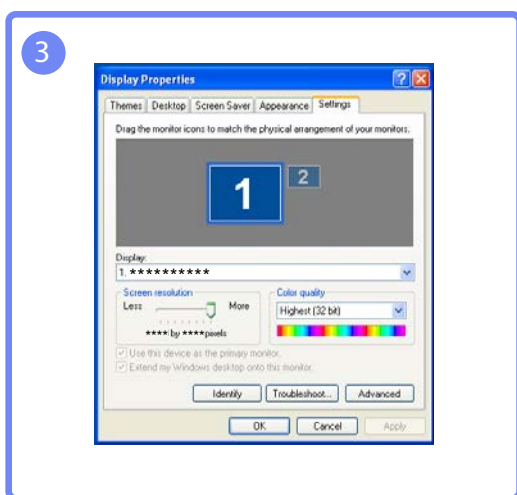 3
Display Properties
Themes Desktop Screen Saver Appearance Settings
Drag the monitor icons to match the physical arrangement of your monitors.
1 2
Display:
1. **********
Screen resolution
Color quality
Less More
Highest (32 bit)
**** by ****pixels
Use this device as the primary monitor.
Extend my Windows desktop onto this monitor.
Identify Troubleshoot... Advanced
OK Cancel Apply